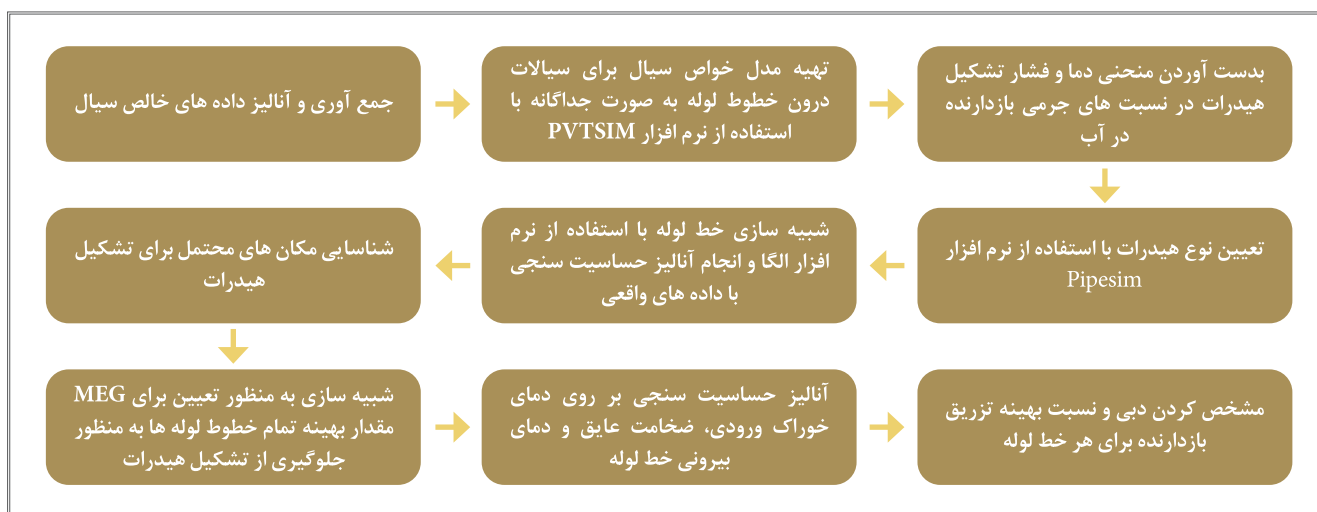 جمع آوری و آنالیز داده های خالص سیال
تهیه مدل خواص سیال برای سیالات
درون خطوط لوله به صورت جداگانه با
استفاده از نرم افزار PVTSIM
بدست آوردن منحنی دما و فشار تشکیل
هیدرات در نسبت های جرمی بازدارنده
در آب
تعیین نوع هیدرات با استفاده از نرم افزار
Pipesim
شبیه سازی خط لوله با استفاده از نرم
افزار الگا و انجام آنالیز حساسیت سنجی
با داده های واقعی
شناسایی مکان های محتمل برای تشکیل
هیدرات
شبیه سازی به منظور تعیین برای MEG
مقدار بهینه تمام خطوط لوله ها به منظور
جلوگیری از تشکیل هیدرات
آنالیز حساسیت سنجی بر روی دمای
خوراک ورودی، ضخامت عایق و دمای
بیرونی خط لوله
مشخص کردن دبی و نسبت بهینه تزریق
بازدارنده برای هر خط لوله